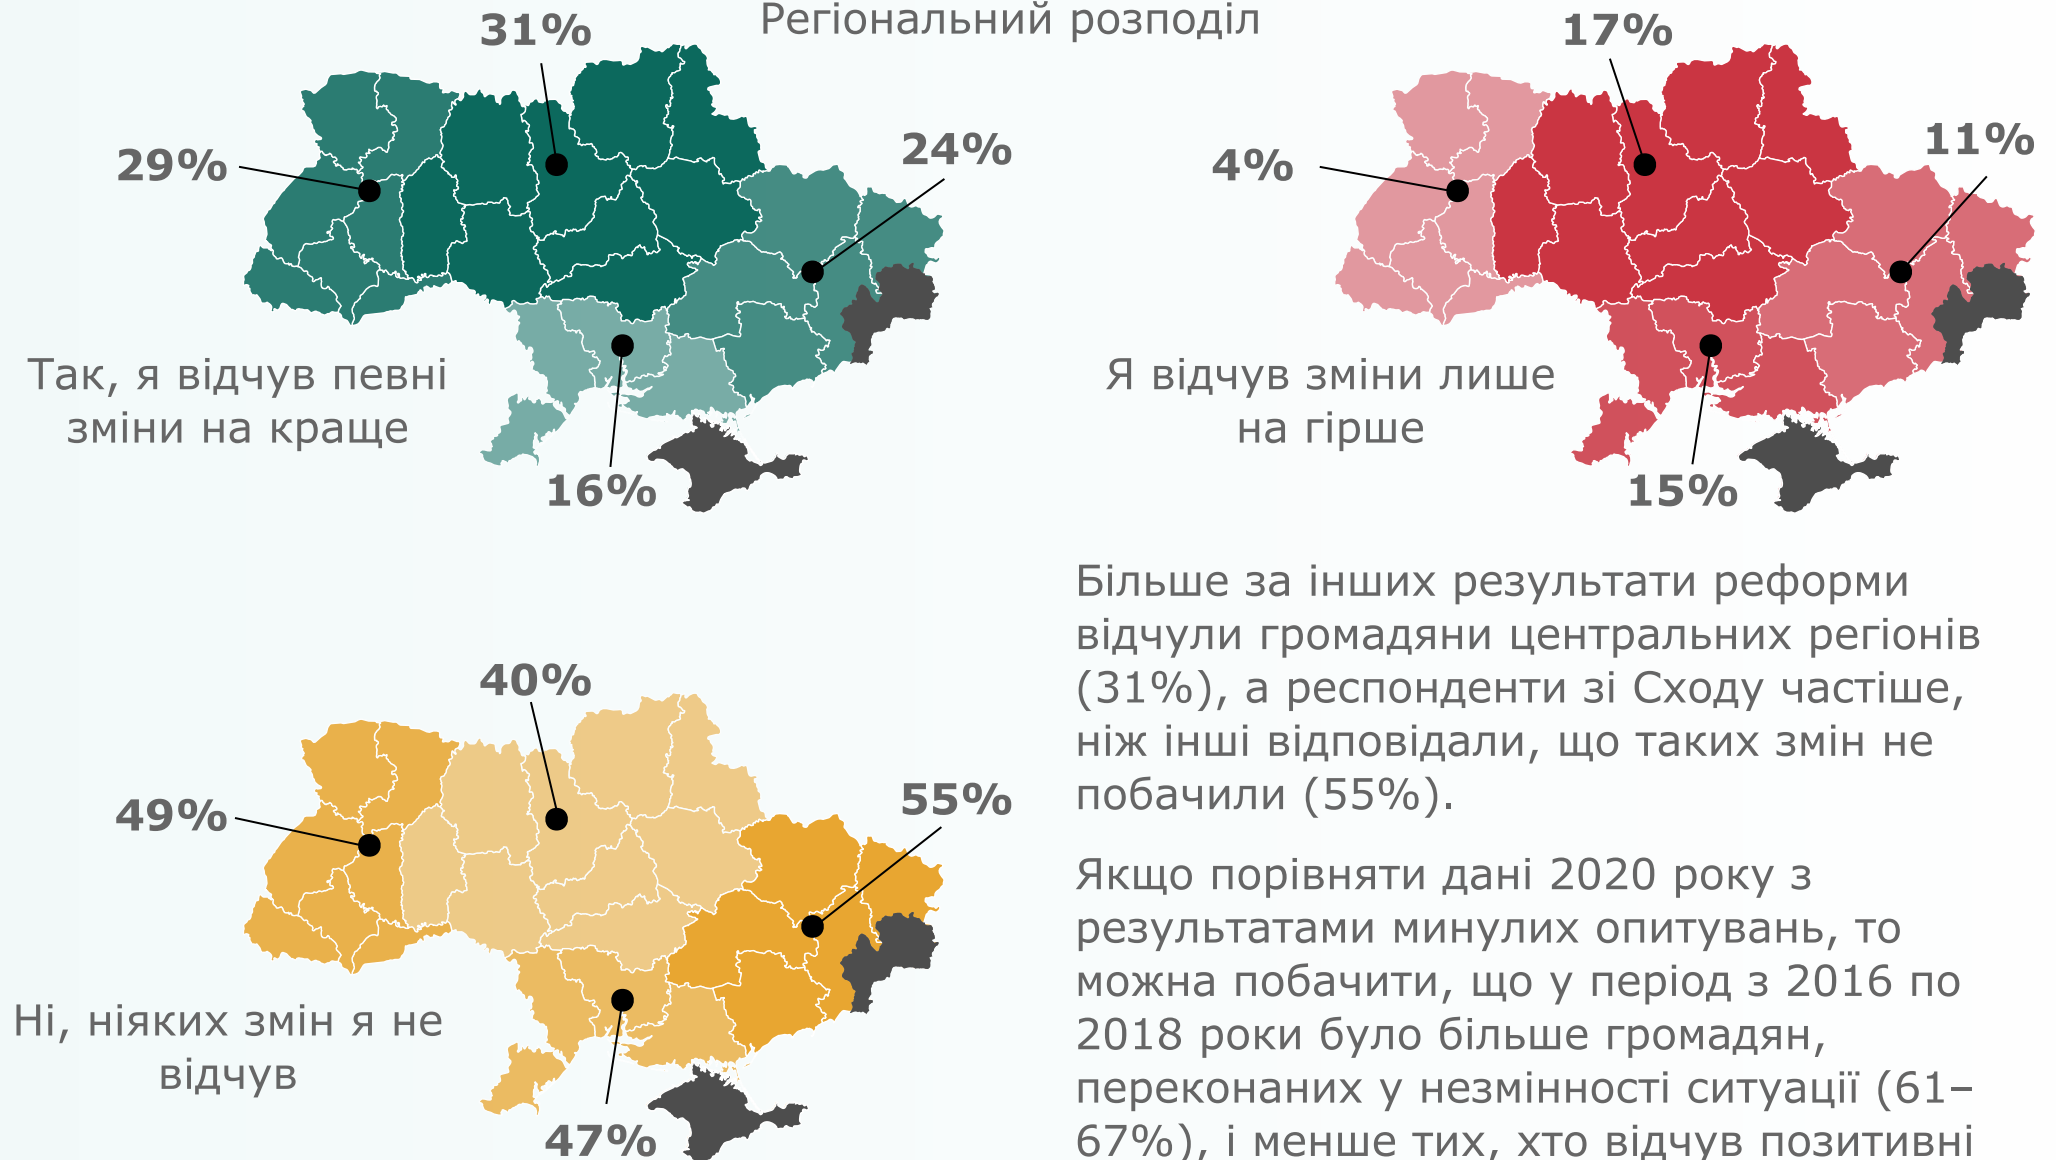 Регіональний розподіл
31%
29%
24%
16%
Так, я відчув певні
зміни на краще
17%
4%
11%
15%
Я відчув зміни лише
на гірше
40%
49%
55%
47%
Ні, ніяких змін я не
відчув
Більше за інших результати реформи
відчули громадяни центральних регіонів
(31%), а респонденти зі Сходу частіше,
ніж інші відповідали, що таких змін не
побачили (55%).
Якщо порівняти дані 2020 року з
результатами минулих опитувань, то
можна побачити, що у період з 2016 по
2018 роки було більше громадян,
переконаних у незмінності ситуації (61–
67%), і менше тих, хто відчув позитивні